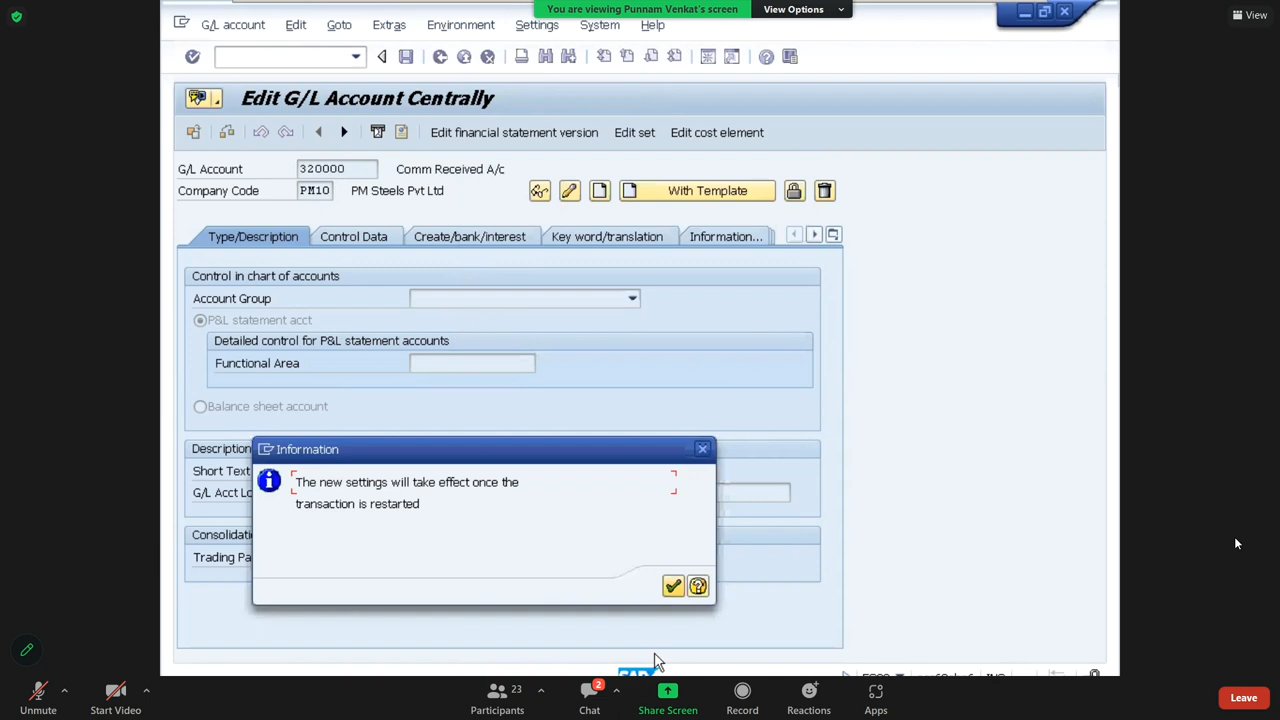 You are viewing Punnam Venkat's screen
View Options
View
G/L account Edit Goto Extras Environment Settings System Help
Edit G/L Account Centrally
Edit financial statement version Edit set Edit cost element
G/L Account 320000 Comm Received A/c
Company Code PM10 PM Steels Pvt Ltd
With Template
Type/Description Control Data Create/bank/interest Key word/translation Information...
Control in chart of accounts
Account Group
P&L statement acct
Detailed control for P&L statement accounts
Functional Area
Balance sheet account
Description
Short Text
G/L Acct Lo
Consolidati
Trading Pa
Information
The new settings will take effect once the
transaction is restarted
Unmute Start Video Participants 23 Chat 2 Share Screen Record Reactions Apps Leave